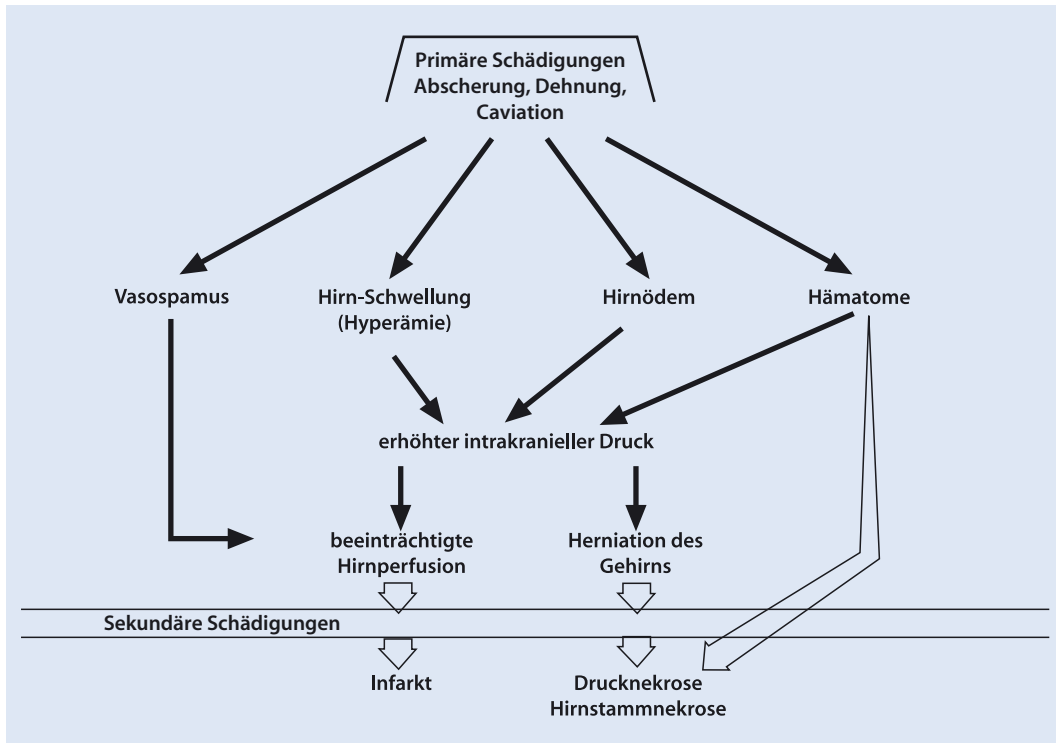 Primäre Schädigungen
Abscherung, Dehnung,
Caviation
Vasospamus
Hirn-Schwellung
(Hyperämie)
Hirnödem
Hämatome
erhöhter intrakranieller Druck
beeinträchtigte
Hirnperfusion
Herniation des
Gehirns
Sekundäre Schädigungen
Infarkt
Drucknekrose
Hirnstammnekrose